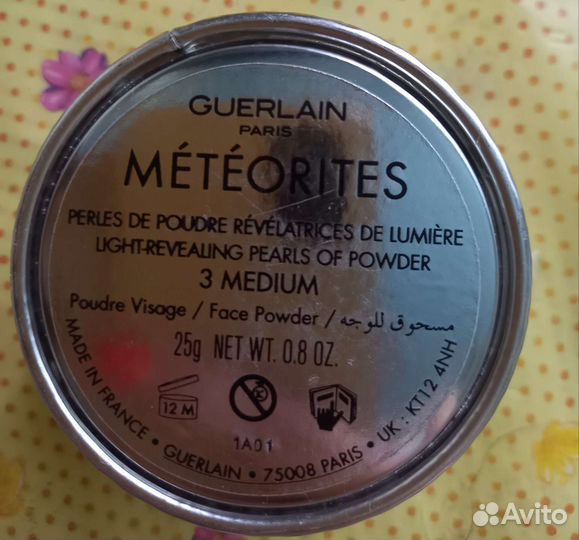 GUERLAIN
PARIS
MÉTÉORITES
PERLES DE POUDRE RÉVÉLATRICES DE LUMIÈRE
LIGHT-REVEALING PEARLS OF POWDER
3 MEDIUM
Poudre Visage / Face Powder / مسحوق للوجه
25g NET WT. 0.8 OZ.
12 M
1A01
MADE IN FRANCE • GUERLAIN • 75008 PARIS • UK : KT12 4NH
Avito